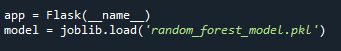 app = Flask(__name__)
model = joblib.load('random_forest_model.pkl')